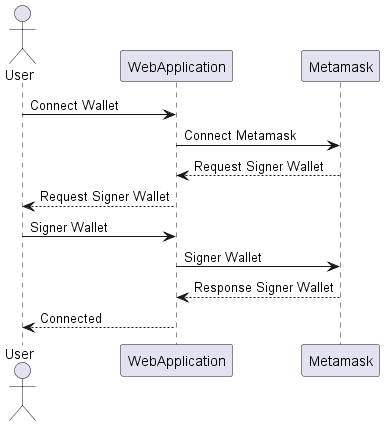 User
WebApplication
Metamask
Connect Wallet
Connect Metamask
Request Signer Wallet
Request Signer Wallet
Signer Wallet
Signer Wallet
Response Signer Wallet
Connected
User
WebApplication
Metamask